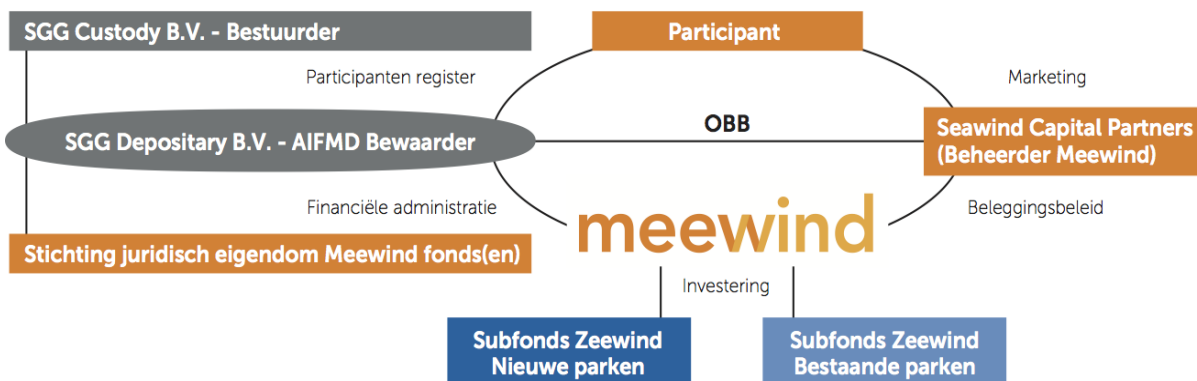 SGG Custody B.V. - Bestuurder
Participant
Participanten register
Marketing
OBB
SGG Depositary B.V. - AIFMD Bewaarder
Seawind Capital Partners
(Beheerder Meewind)
Financiële administratie
meewind
Beleggingsbeleid
Stichting juridisch eigendom Meewind fonds(en)
Investering
Subfonds Zeewind
Nieuwe parken
Subfonds Zeewind
Bestaande parken